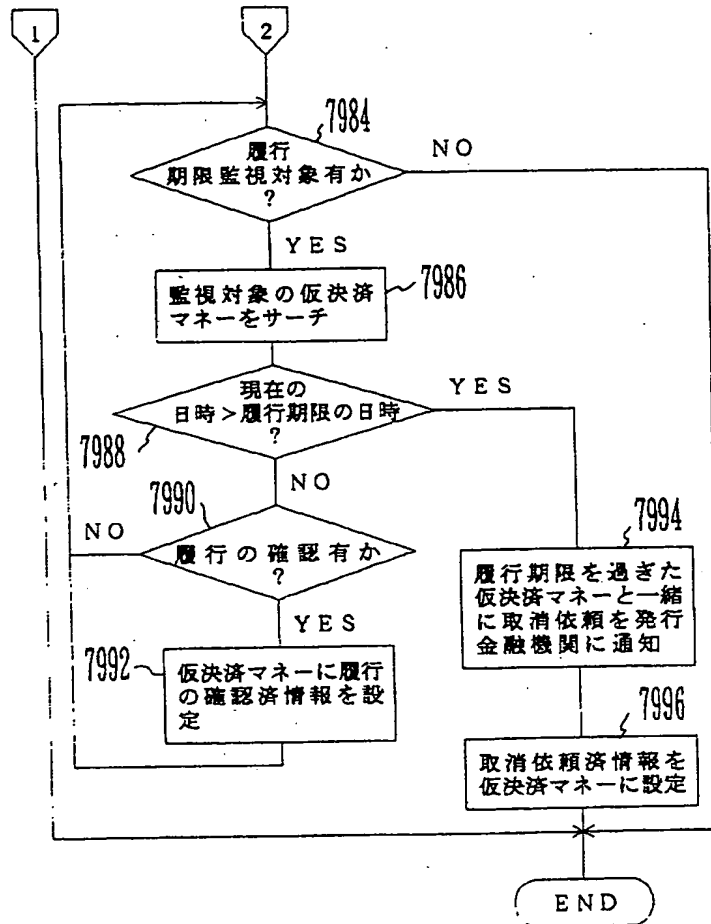 1
2
7984
履行
期限監視対象有か
?
NO
YES
監視対象の仮決済
マネーをサーチ
7986
現在の
日時>履行期限の日時
?
YES
7988
NO
7990
NO
履行の確認有か
?
YES
7994
履行期限を過ぎた
仮決済マネーと一緒
に取消依頼を発行
金融機関に通知
7992
仮決済マネーに履行
の確認済情報を設
定
7996
取消依頼済情報を
仮決済マネーに設定
END